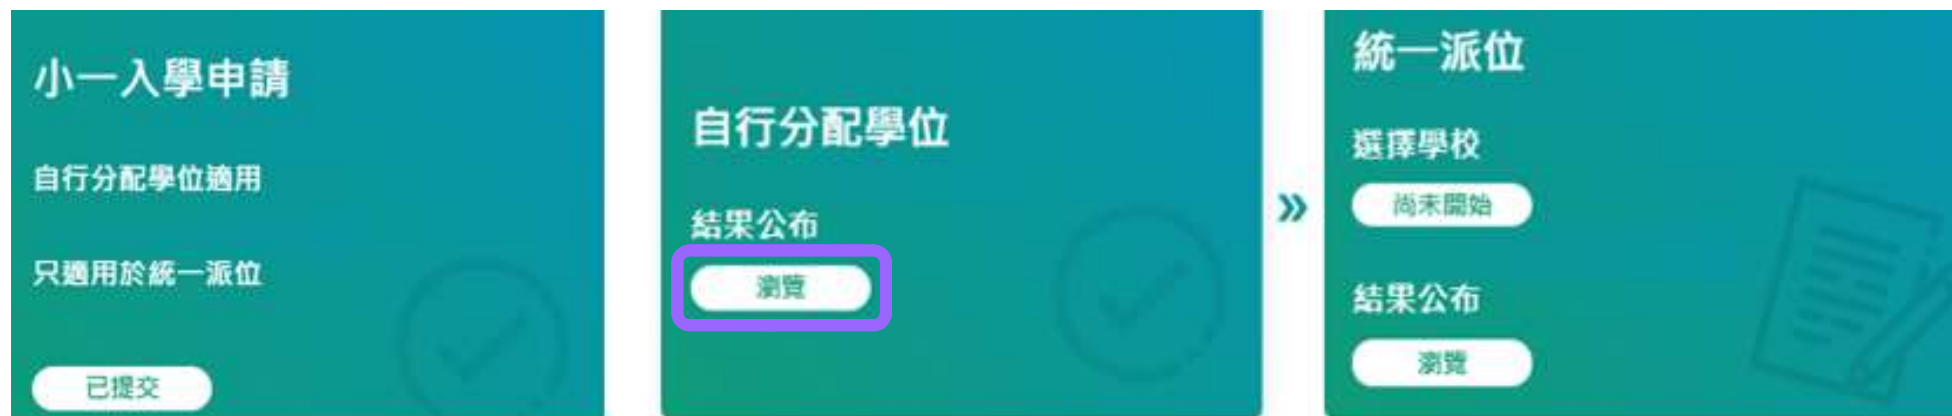 小一入學申請
自行分配學位適用
只適用於統一派位
已提交
自行分配學位
結果公布
瀏覽
»
統一派位
選擇學校
尚未開始
結果公布
瀏覽